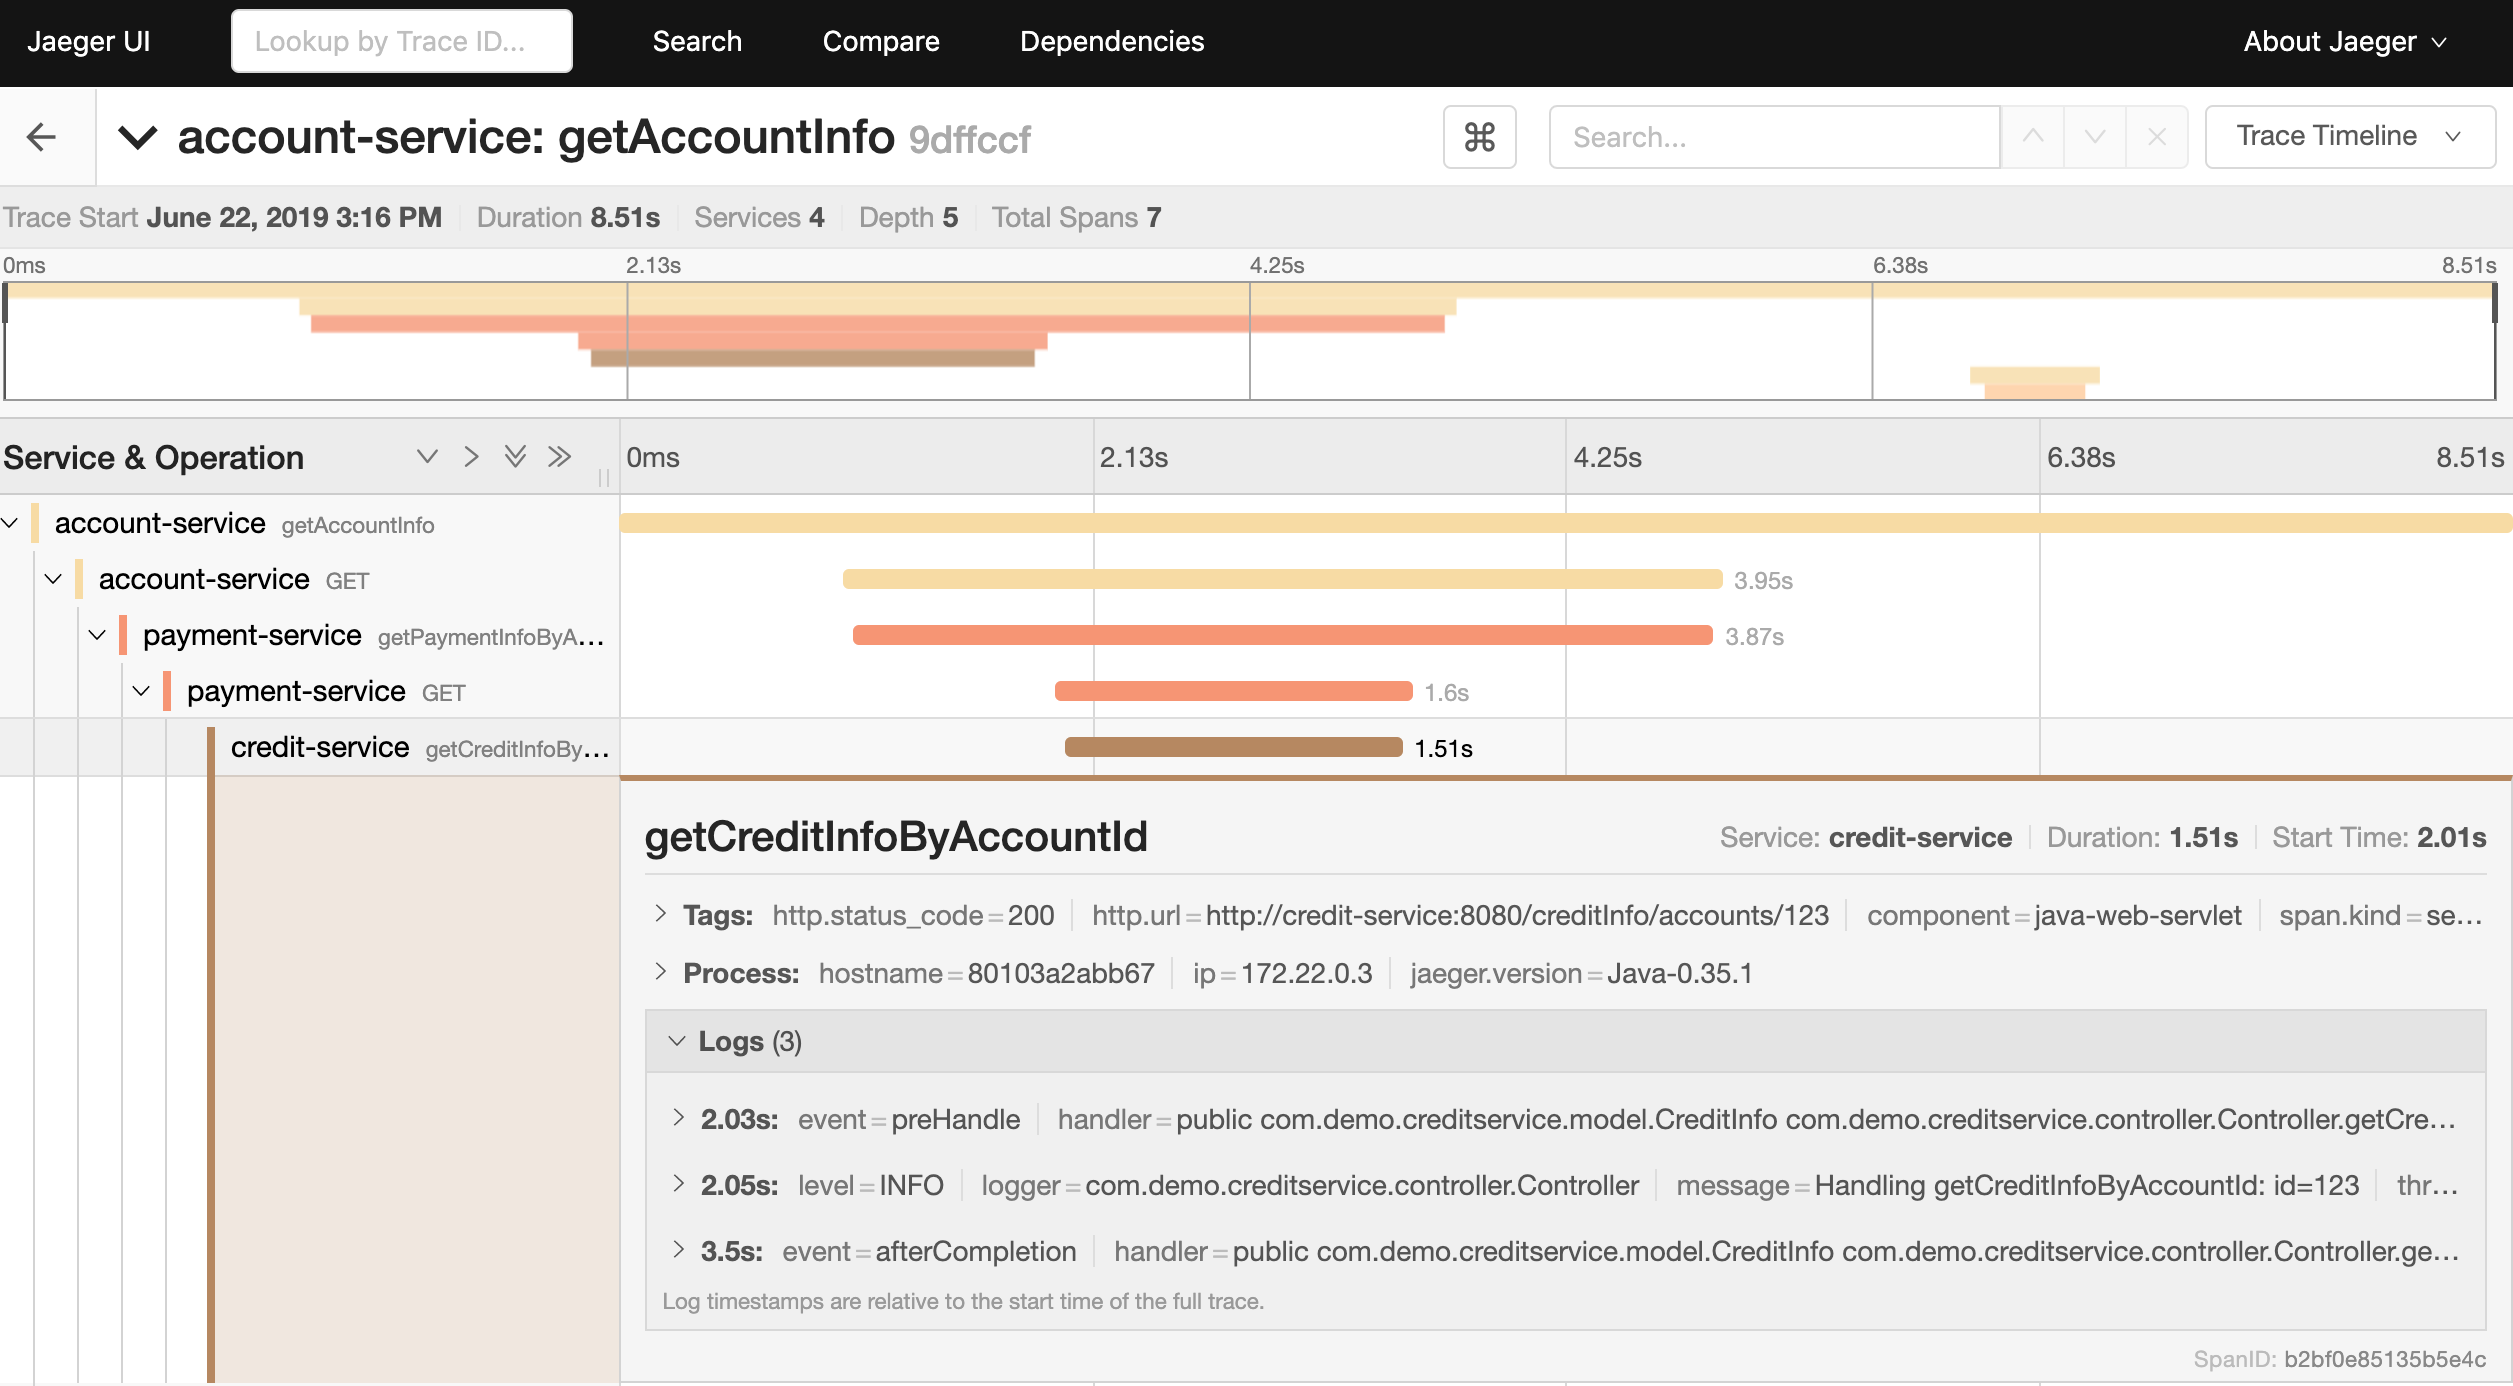 Jaeger UI Lookup by Trace ID... Search Compare Dependencies About Jaeger
account-service: getAccountInfo 9dffccf ⌘ Search... Trace Timeline
Trace Start June 22, 2019 3:16 PM Duration 8.51s Services 4 Depth 5 Total Spans 7
0ms 2.13s 4.25s 6.38s 8.51s
Service & Operation 0ms 2.13s 4.25s 6.38s 8.51s
account-service getAccountInfo
account-service GET 3.95s
payment-service getPaymentInfoByA... 3.87s
payment-service GET 1.6s
credit-service getCreditInfoBy... 1.51s
getCreditInfoByAccountId Service: credit-service Duration: 1.51s Start Time: 2.01s
Tags: http.status_code=200 http.url=http://credit-service:8080/creditInfo/accounts/123 component=java-web-servlet span.kind=se...
Process: hostname=80103a2abb67 ip=172.22.0.3 jaeger.version=Java-0.35.1
Logs (3)
2.03s: event=preHandle handler=public com.demo.creditservice.model.CreditInfo com.demo.creditservice.controller.Controller.getCre...
2.05s: level=INFO logger=com.demo.creditservice.controller.Controller message=Handling getCreditInfoByAccountId: id=123 thr...
3.5s: event=afterCompletion handler=public com.demo.creditservice.model.CreditInfo com.demo.creditservice.controller.Controller.ge...
Log timestamps are relative to the start time of the full trace.
SpanID: b2bf0e85135b5e4c